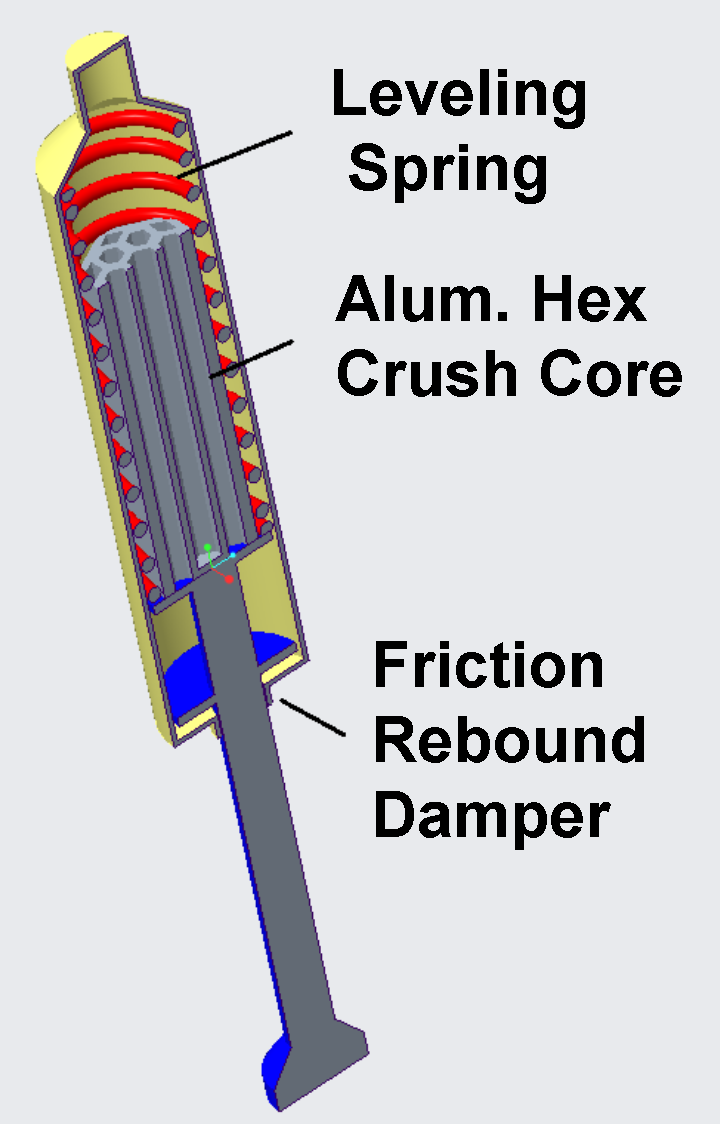 Leveling
Spring
Alum. Hex
Crush Core
Friction
Rebound
Damper